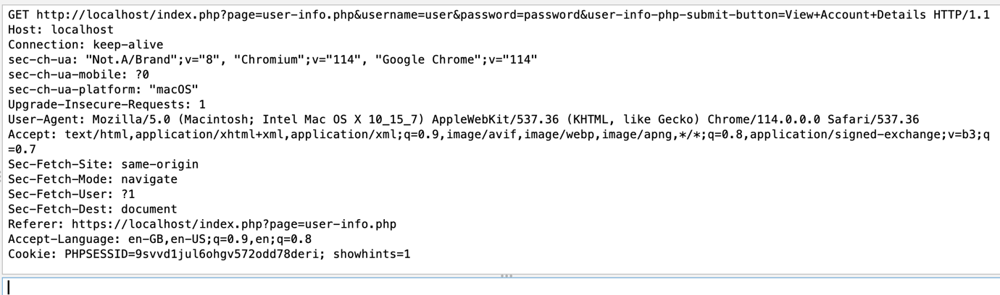 GET http://localhost/index.php?page=user-info.php&username=user&password=password&user-info-php-submit-button=View+Account+Details HTTP/1.1
Host: localhost
Connection: keep-alive
sec-ch-ua: "Not.A/Brand";v="8", "Chromium";v="114", "Google Chrome";v="114"
sec-ch-ua-mobile: ?0
sec-ch-ua-platform: "macOS"
Upgrade-Insecure-Requests: 1
User-Agent: Mozilla/5.0 (Macintosh; Intel Mac OS X 10_15_7) AppleWebKit/537.36 (KHTML, like Gecko) Chrome/114.0.0.0 Safari/537.36
Accept: text/html,application/xhtml+xml,application/xml;q=0.9,image/avif,image/webp,image/apng,*/*;q=0.8,application/signed-exchange;v=b3;q
=0.7
Sec-Fetch-Site: same-origin
Sec-Fetch-Mode: navigate
Sec-Fetch-User: ?1
Sec-Fetch-Dest: document
Referer: https://localhost/index.php?page=user-info.php
Accept-Language: en-GB,en-US;q=0.9,en;q=0.8
Cookie: PHPSESSID=9svvd1jul6ohgv572odd78deri; showhints=1